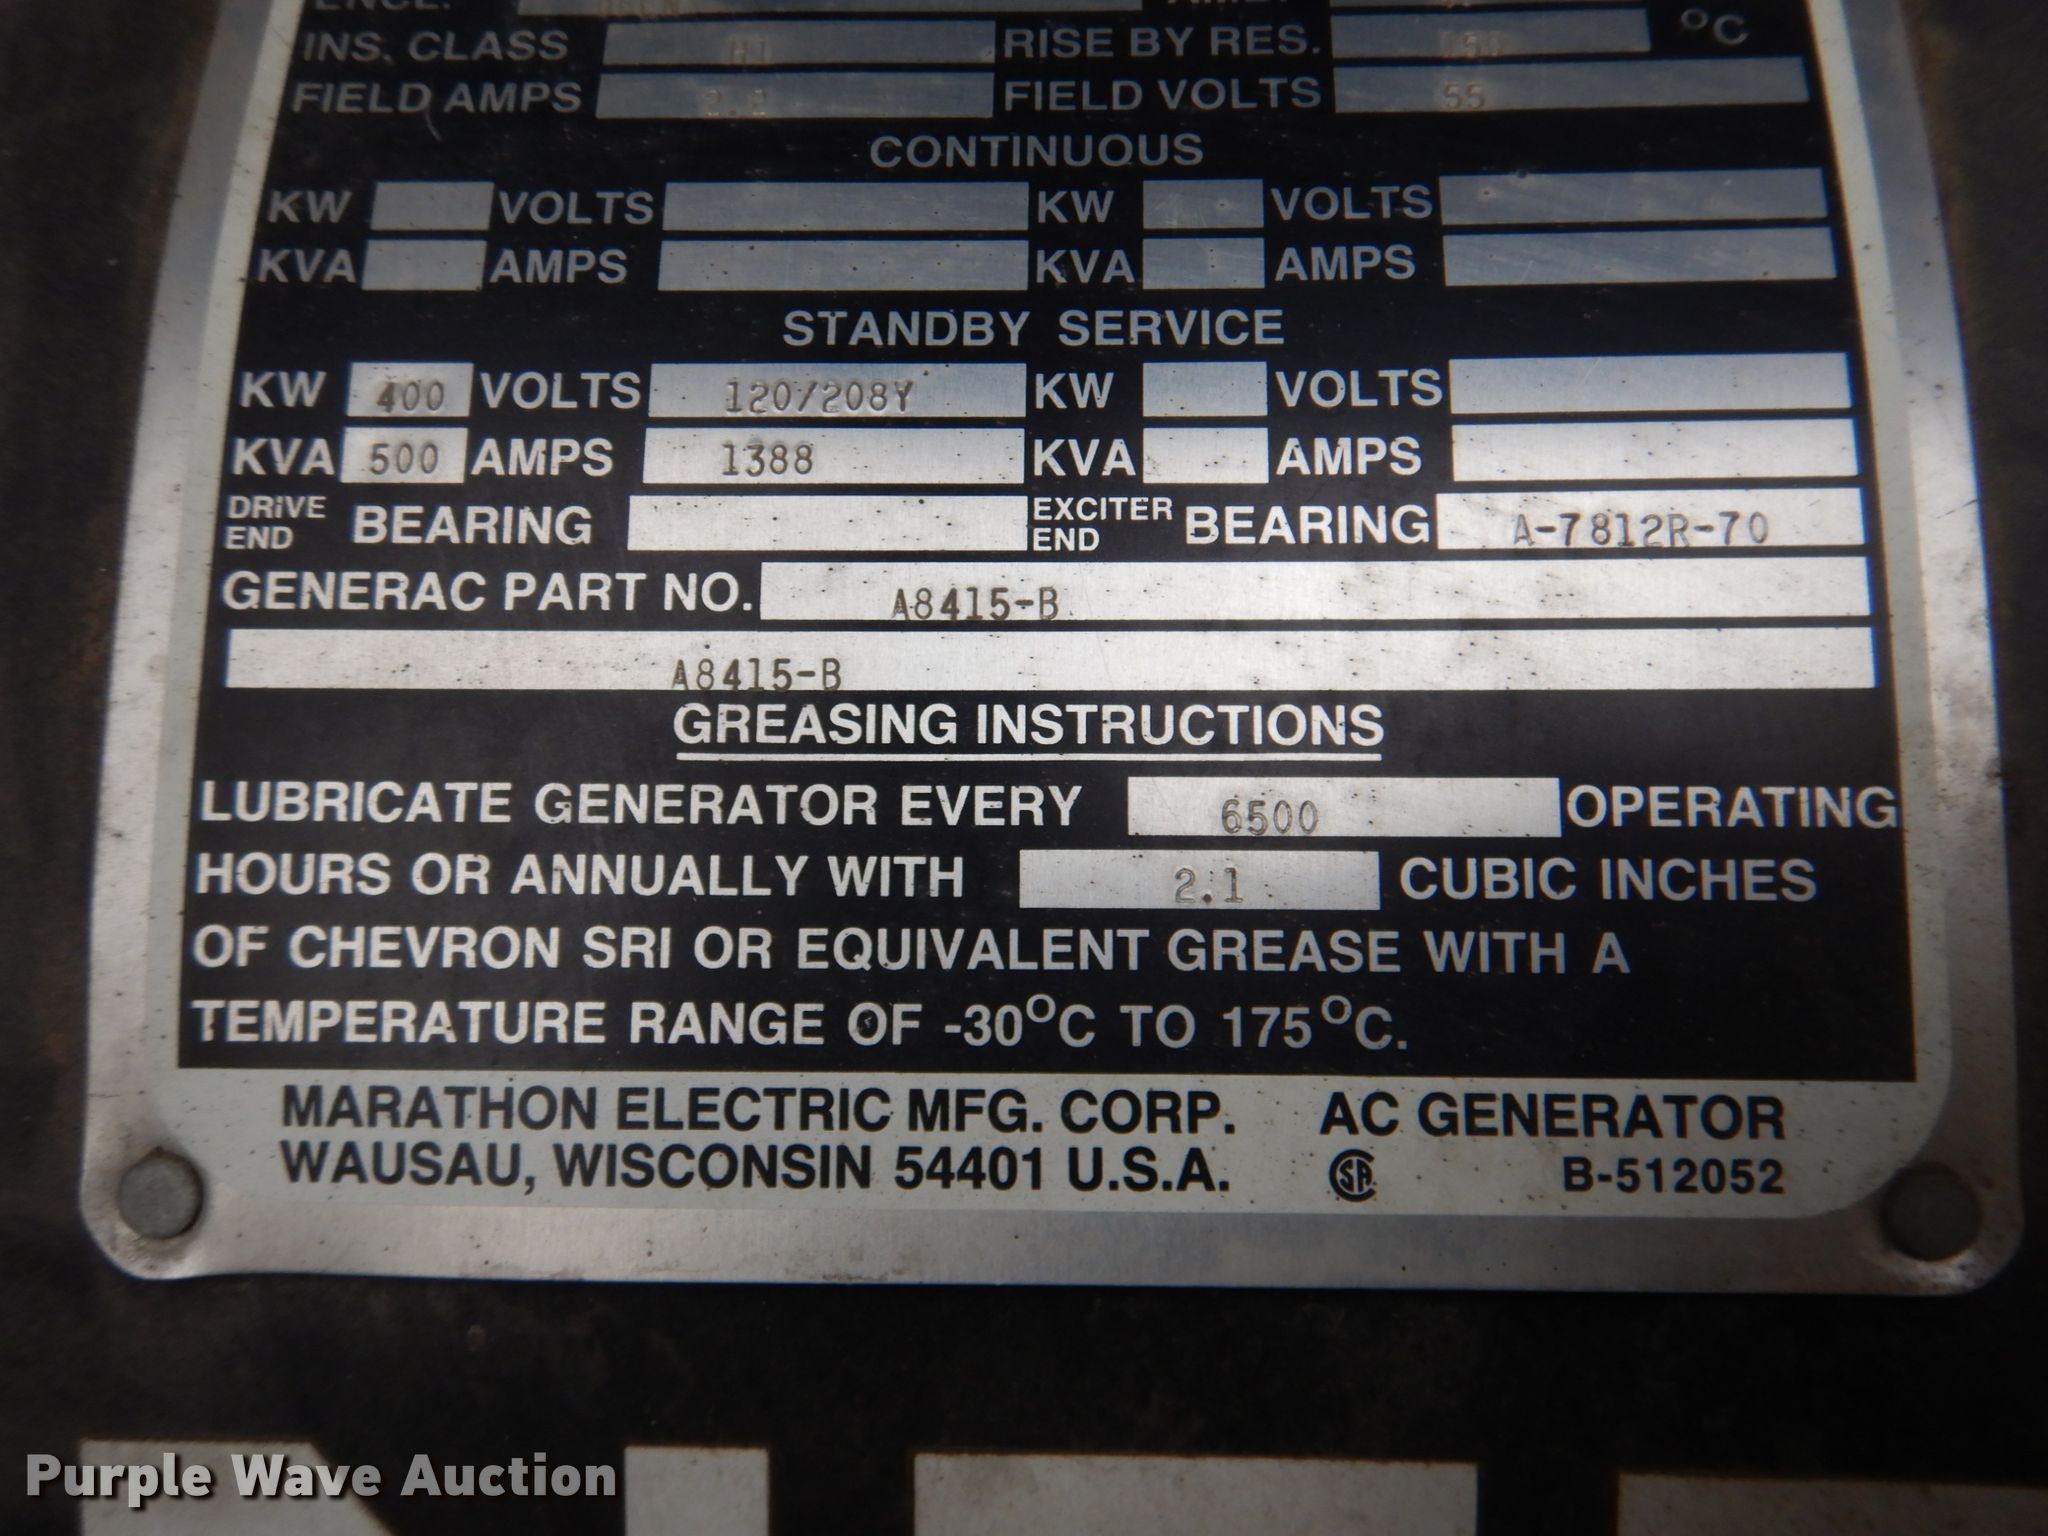 INS. CLASS H1 RISE BY RES. °C
FIELD AMPS FIELD VOLTS 55
CONTINUOUS
KW VOLTS KW VOLTS
KVA AMPS KVA AMPS
STANDBY SERVICE
KW 400 VOLTS 120/208Y KW VOLTS
KVA 500 AMPS 1388 KVA AMPS
DRIVE END BEARING EXCITER END BEARING A-7812R-70
GENERAC PART NO. A8415-B
A8415-B
GREASING INSTRUCTIONS
LUBRICATE GENERATOR EVERY 6500 OPERATING
HOURS OR ANNUALLY WITH 2.1 CUBIC INCHES
OF CHEVRON SRI OR EQUIVALENT GREASE WITH A
TEMPERATURE RANGE OF -30°C TO 175°C.
MARATHON ELECTRIC MFG. CORP. AC GENERATOR
WAUSAU, WISCONSIN 54401 U.S.A. SA B-512052
Purple Wave Auction